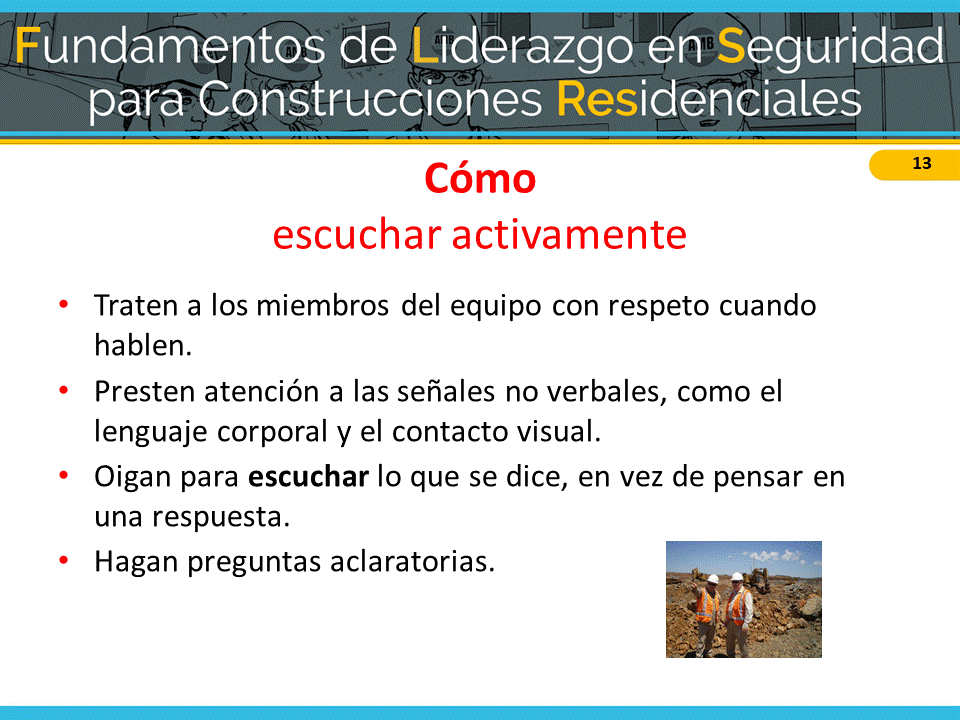 Fundamentos de Liderazgo en Seguridad
para Construcciones Residenciales
13
Cómo
escuchar activamente
• Traten a los miembros del equipo con respeto cuando
hablen.
• Presten atención a las señales no verbales, como el
lenguaje corporal y el contacto visual.
• Oigan para escuchar lo que se dice, en vez de pensar en
una respuesta.
• Hagan preguntas aclaratorias.